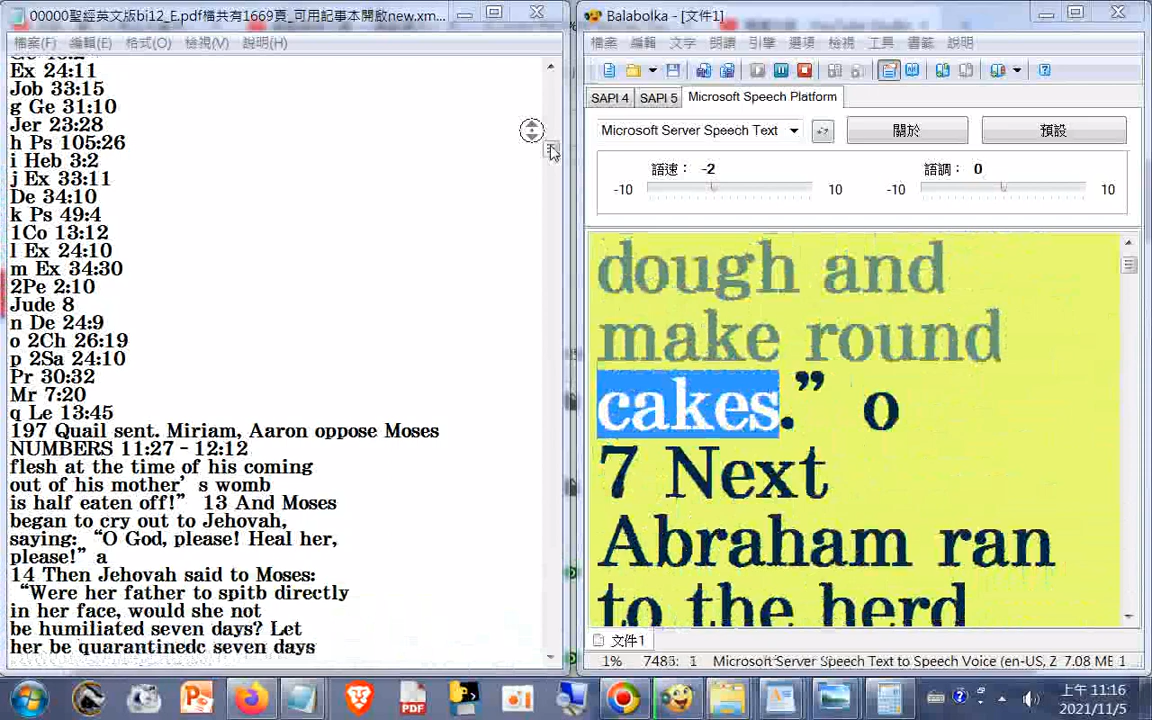 00000聖經英文版bi12_E.pdf檔共有1669頁_可用記事本開啟new.xm...
檔案(F) 編輯(E) 格式(O) 檢視(V) 說明(H)
Ex 24:11
Job 33:15
g Ge 31:10
Jer 23:28
h Ps 105:26
i Heb 3:2
j Ex 33:11
De 34:10
k Ps 49:4
1Co 13:12
l Ex 24:10
m Ex 34:30
2Pe 2:10
Jude 8
n De 24:9
o 2Ch 26:19
p 2Sa 24:10
Pr 30:32
Mr 7:20
q Le 13:45
197 Quail sent. Miriam, Aaron oppose Moses
NUMBERS 11:27 - 12:12
flesh at the time of his coming
out of his mother’s womb
is half eaten off!” 13 And Moses
began to cry out to Jehovah,
saying: “O God, please! Heal her,
please!” a
14 Then Jehovah said to Moses:
“Were her father to spitb directly
in her face, would she not
be humiliated seven days? Let
her be quarantinedc seven days
Balabolka - [文件1]
檔案 編輯 文字 朗讀 引擎 選項 檢視 工具 書籤 說明
SAPI 4 SAPI 5 Microsoft Speech Platform
Microsoft Server Speech Text 關於 預設
語速： -2 語調： 0
-10 10 -10 10
dough and
make round
cakes.” o
7 Next
Abraham ran
to the herd
文件1
1% 7485: 1 Microsoft Server Speech Text to Speech Voice (en-US, Z 7.08 ME 1
PDF
上午 11:16
2021/11/5